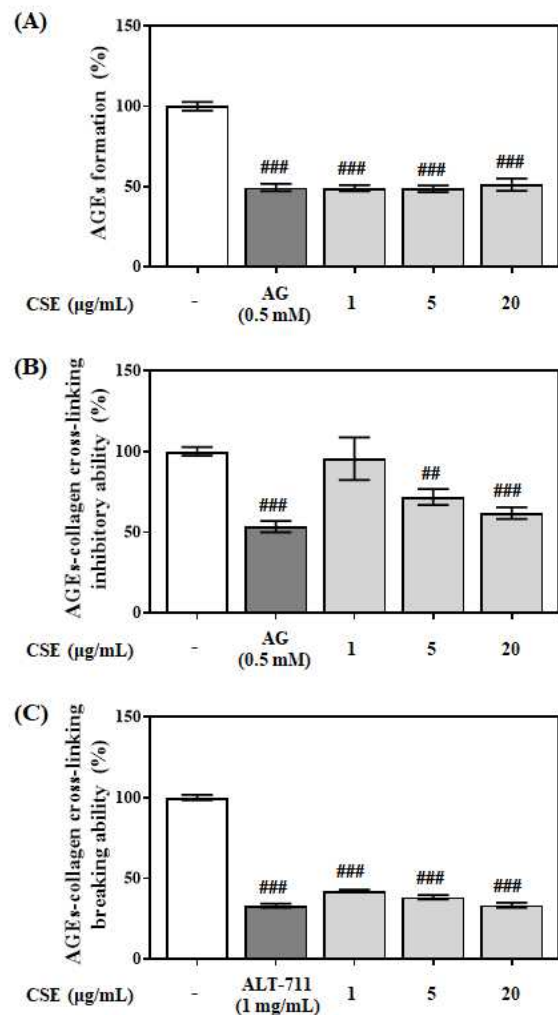 (A)
AGEs formation (%)
150
100
50
0
###
###
###
###
CSE (μg/mL)
-
AG
(0.5 mM)
1
5
20
(B)
AGEs-collagen cross-linking
inhibitory ability (%)
150
100
50
0
###
##
###
CSE (μg/mL)
-
AG
(0.5 mM)
1
5
20
(C)
AGEs-collagen cross-linking
breaking ability (%)
150
100
50
0
###
###
###
###
CSE (μg/mL)
-
ALT-711
(1 mg/mL)
1
5
20